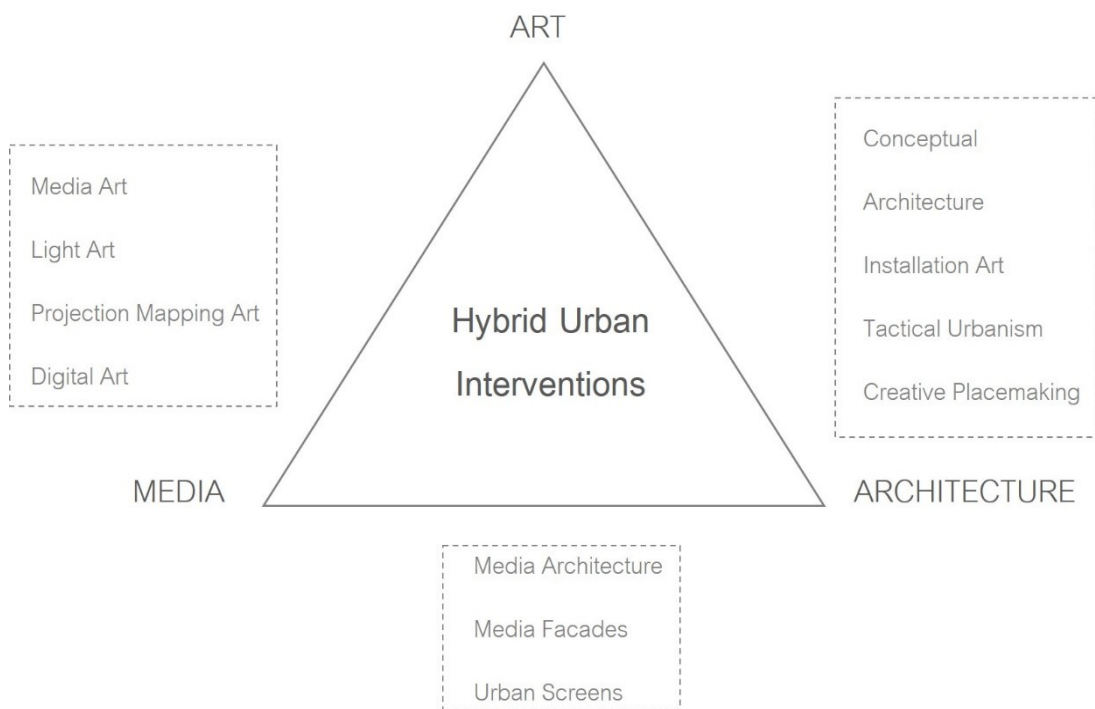 ART
Media Art
Light Art
Projection Mapping Art
Digital Art
Conceptual
Architecture
Installation Art
Tactical Urbanism
Creative Placemaking
Hybrid Urban
Interventions
MEDIA
ARCHITECTURE
Media Architecture
Media Facades
Urban Screens